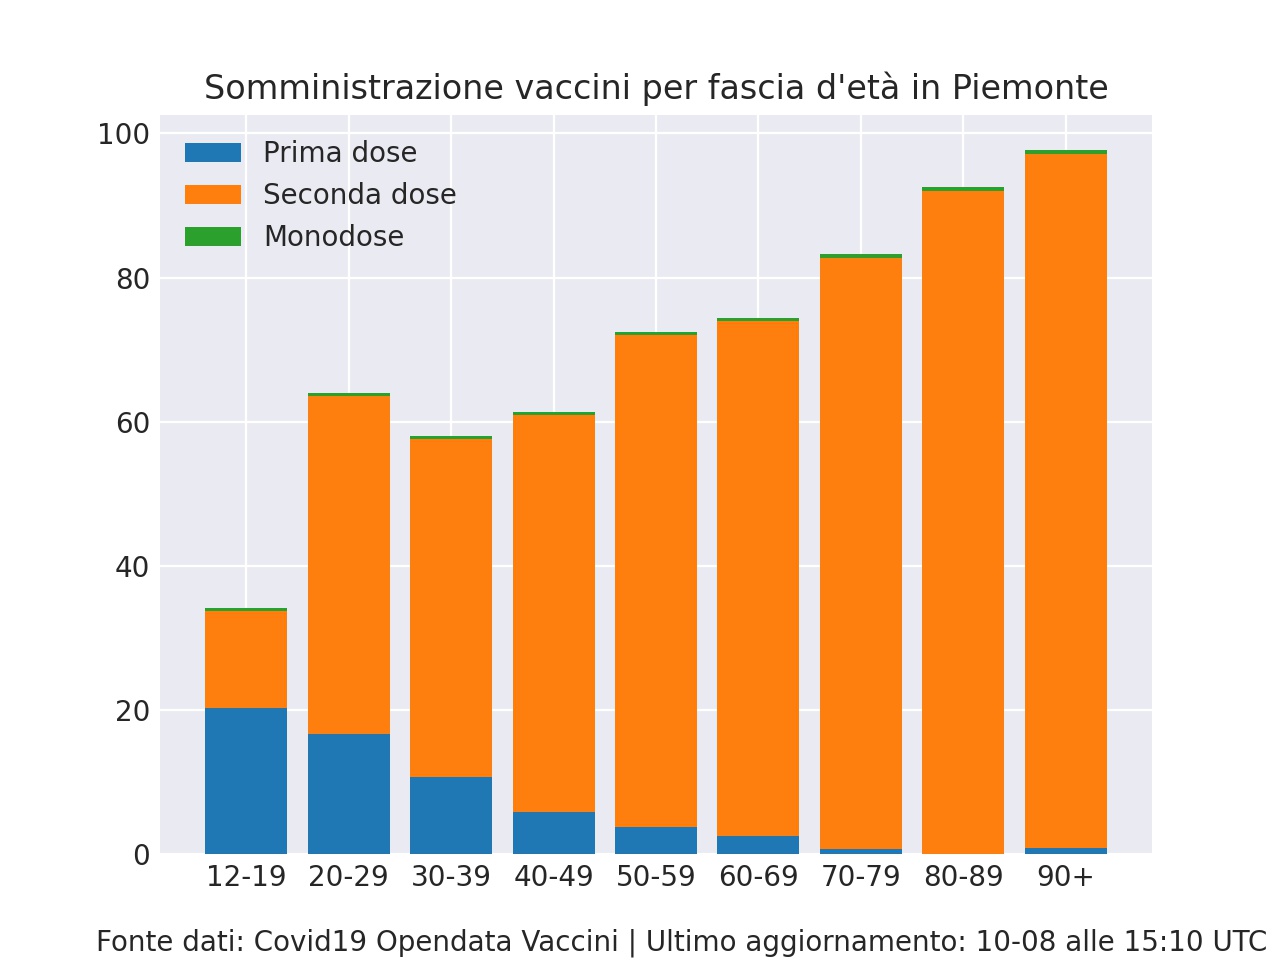 Somministrazione vaccini per fascia d'età in Piemonte
100
80
60
40
20
0
Prima dose
Seconda dose
Monodose
12-19 20-29 30-39 40-49 50-59 60-69 70-79 80-89 90+
Fonte dati: Covid19 Opendata Vaccini | Ultimo aggiornamento: 10-08 alle 15:10 UTC